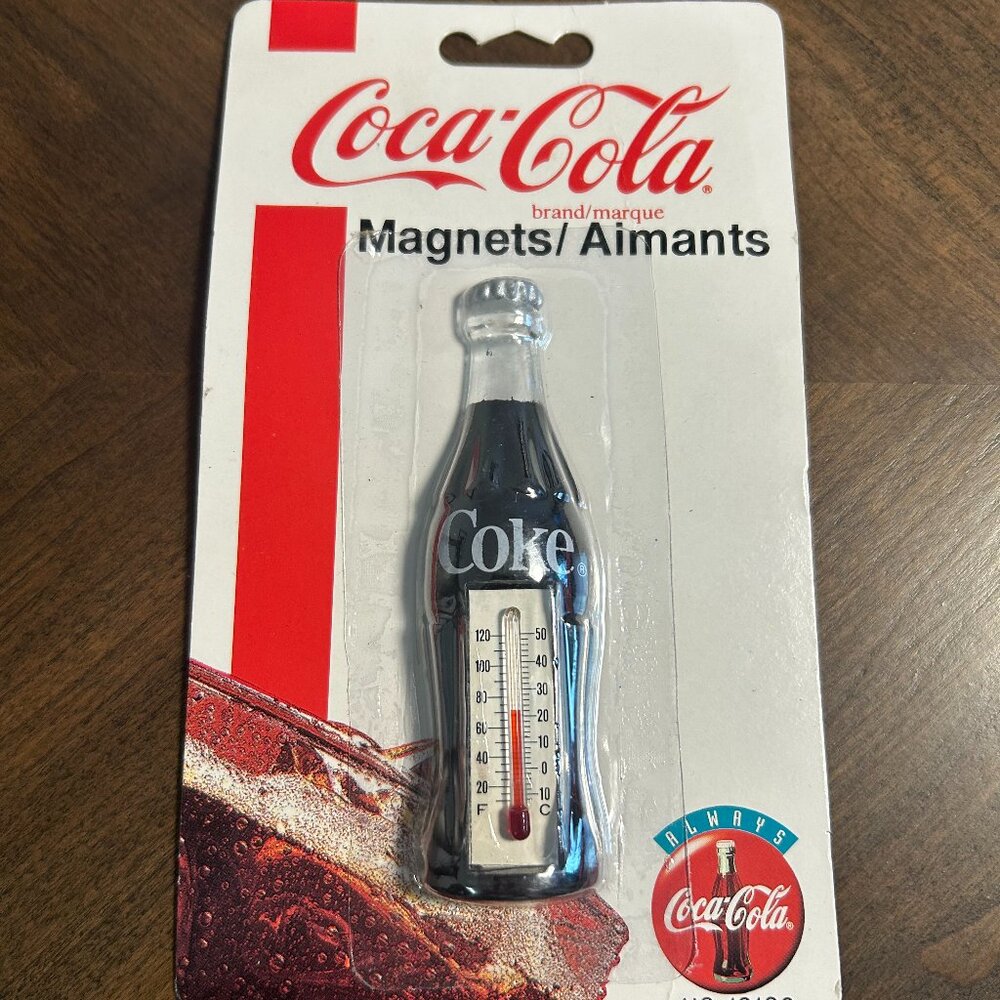 Coca-Cola®
brand/marque
Magnets/ Aimants
Coke®
120 50
100 40
80 30
60 20
40 10
20 0
F 10 C
ALWAYS
Coca-Cola®